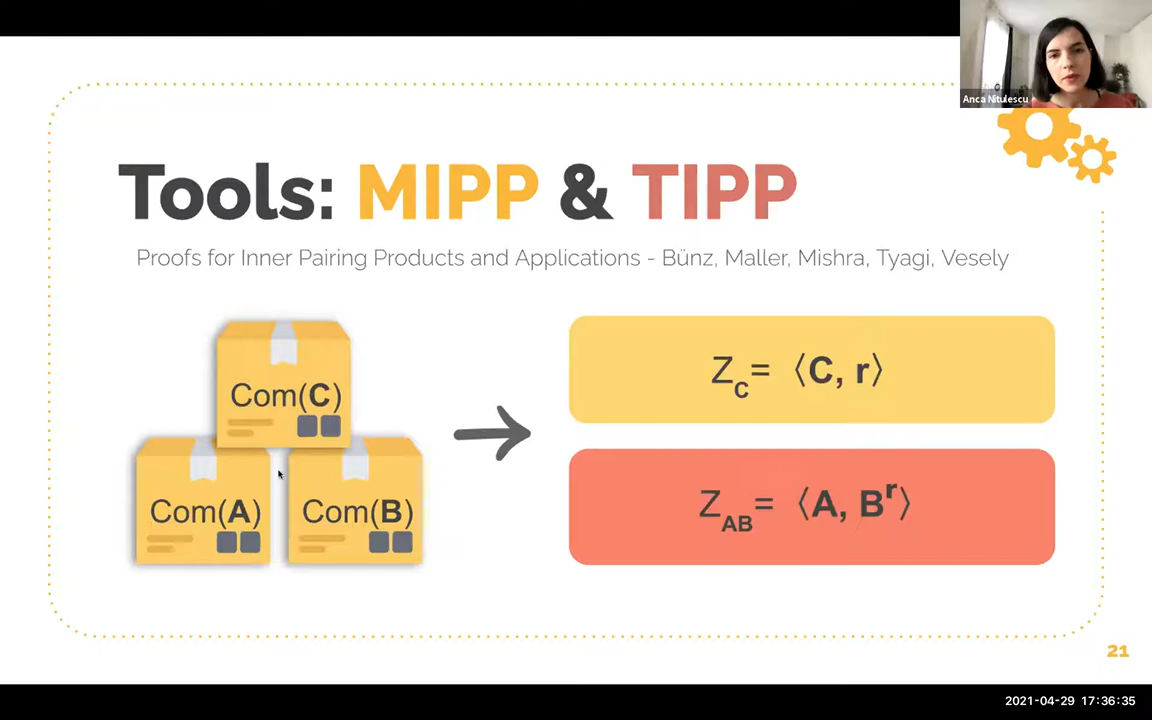 Anca Nitulescu
Tools: MIPP & TIPP
Proofs for Inner Pairing Products and Applications - Bünz, Maller, Mishra, Tyagi, Vesely
Com(C)
Com(A)
Com(B)
Z_C = ⟨C, r⟩
Z_AB = ⟨A, B^r⟩
21
2021-04-29 17:36:35